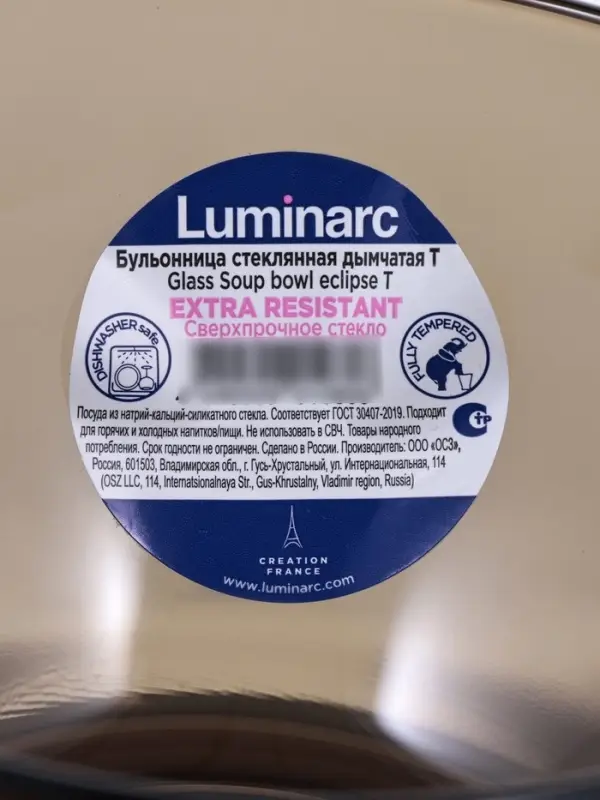 Luminarc
Бульонница стеклянная дымчатая Т
Glass Soup bowl eclipse T
EXTRA RESISTANT
Сверхпрочное стекло
DISHWASHER safe
FULLY TEMPERED
Посуда из натрий-кальций-силикатного стекла. Соответствует ГОСТ 30407-2019. Подходит
для горячих и холодных напитков/пищи. Не использовать в СВЧ. Товары народного
потребления. Срок годности не ограничен. Сделано в России. Производитель: ООО «ОСЗ»,
Россия, 601503, Владимирская обл., г. Гусь-Хрустальный, ул. Интернациональная, 114
(OSZ LLC, 114, Internatsionalnaya Str., Gus-Khrustalny, Vladimir region, Russia)
CREATION
FRANCE
www.luminarc.com